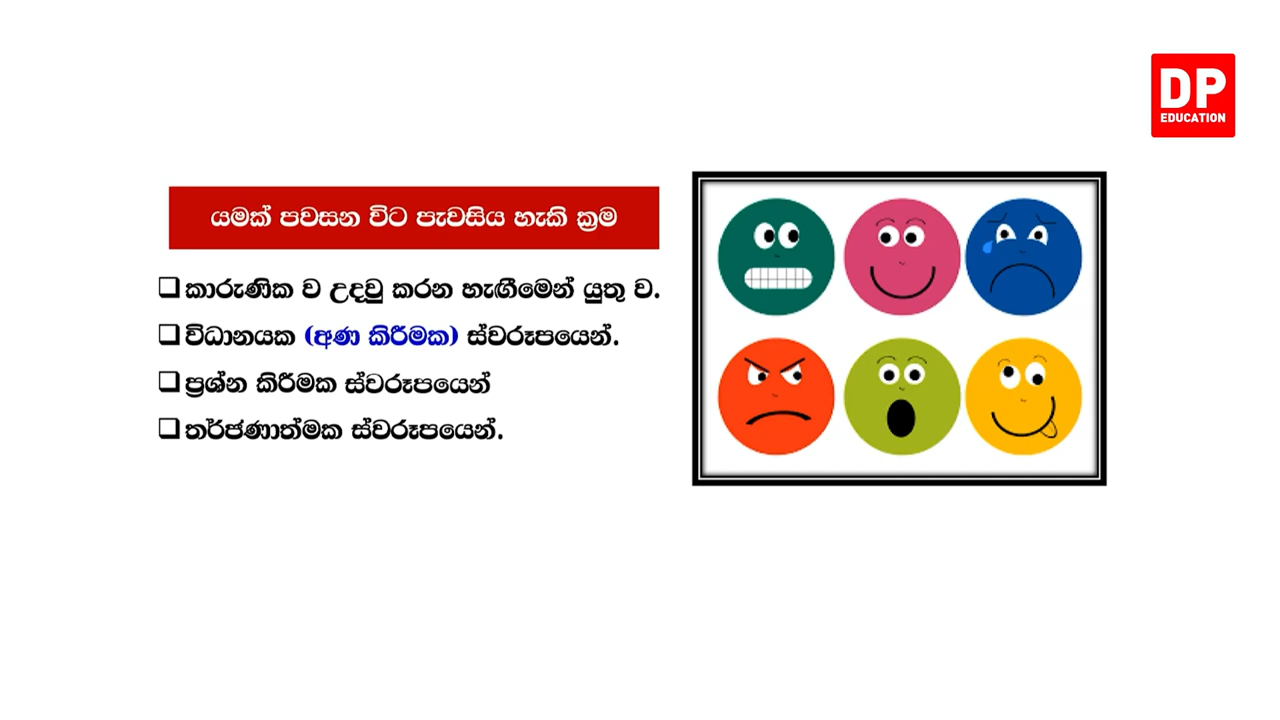 DP
EDUCATION
යමක් පවසන විට පැවසිය හැකි ක්‍රම
කාරුණික ව උදවු කරන හැඟීමෙන් යුතු ව.
විධානයක (අණ කිරීමක) ස්වරූපයෙන්.
ප්‍රශ්න කිරීමක ස්වරූපයෙන්
තර්ජණාත්මක ස්වරූපයෙන්.